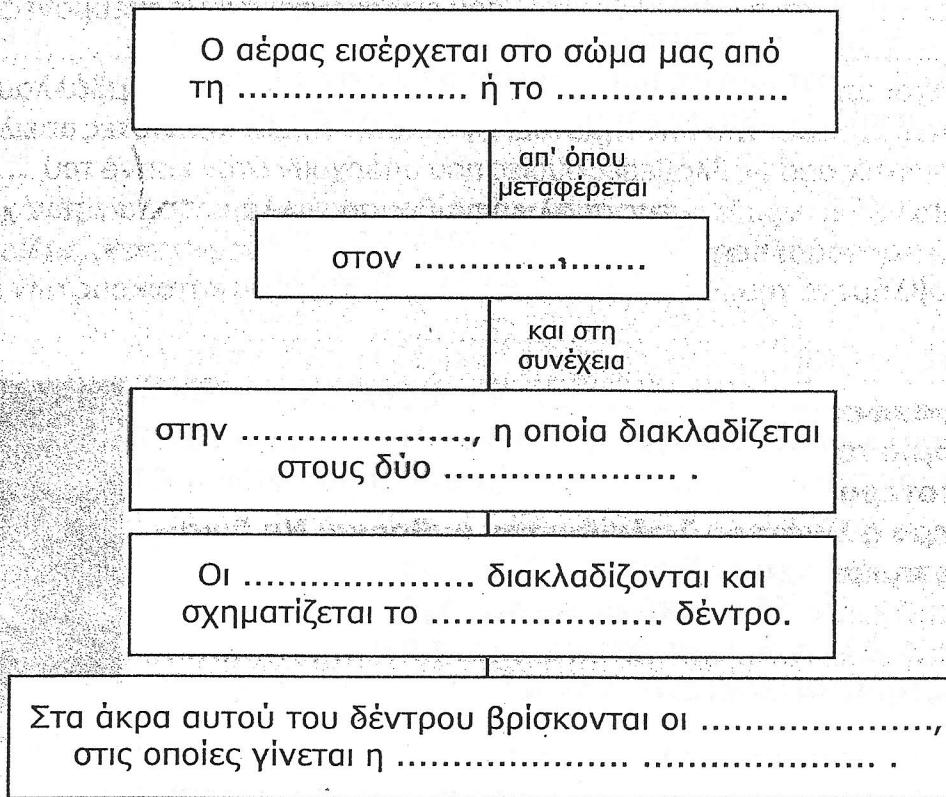 Ο αέρας εισέρχεται στο σώμα μας από
τη ...................... ή το ......................
απ' όπου
μεταφέρεται
στον ......................
και στη
συνέχεια
στην ......................, η οποία διακλαδίζεται
στους δύο ...................... .
Οι ...................... διακλαδίζονται και
σχηματίζεται το ...................... δέντρο.
Στα άκρα αυτού του δέντρου βρίσκονται οι ......................,
στις οποίες γίνεται η ...................... ...................... .